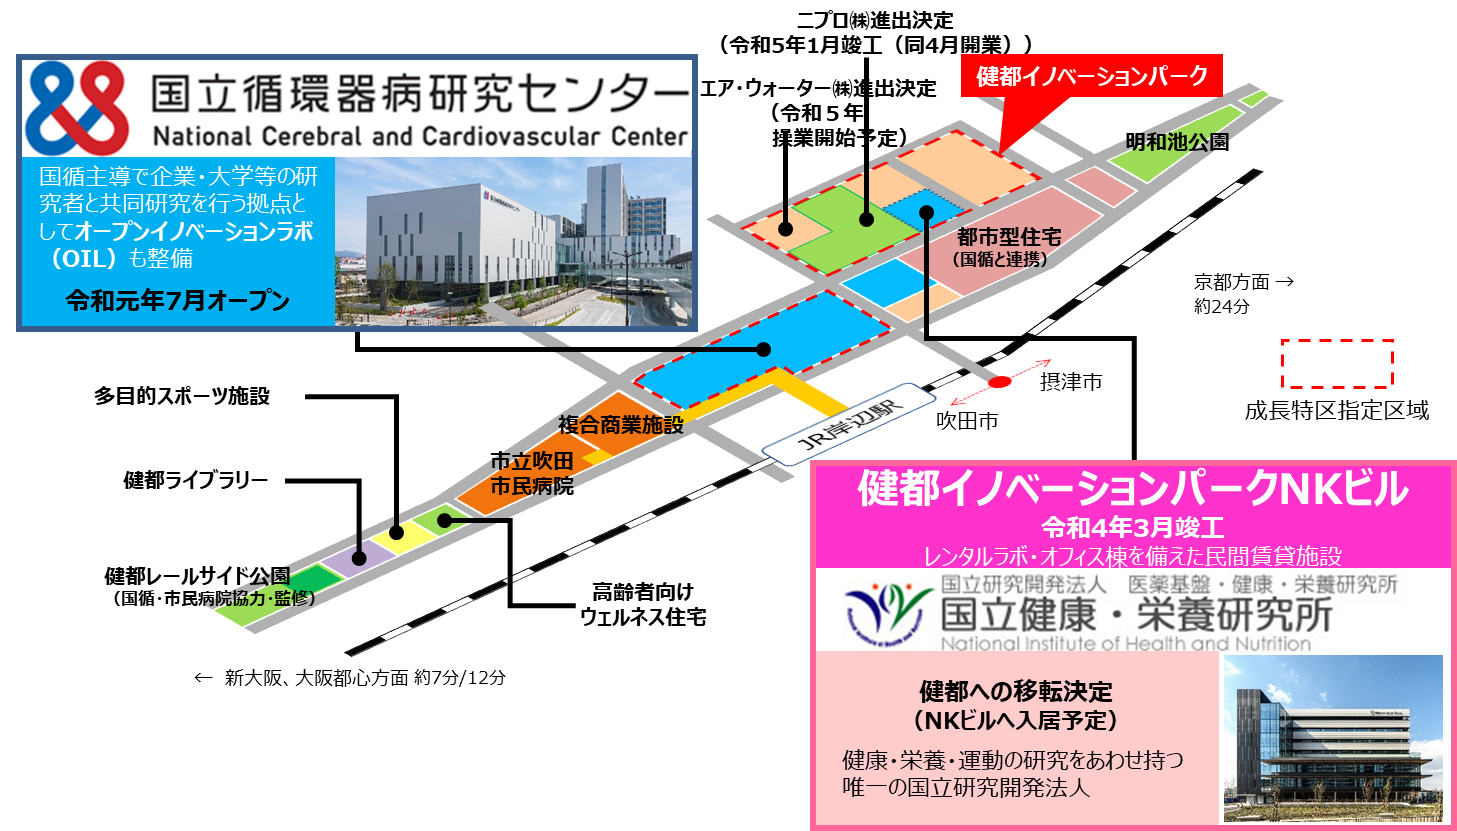 ニプロ㈱進出決定
（令和5年1月竣工（同4月開業））
エア・ウォーター㈱進出決定
（令和５年
操業開始予定）
健都イノベーションパーク
明和池公園
国立循環器病研究センター
National Cerebral and Cardiovascular Center
国循主導で企業・大学等の研
究者と共同研究を行う拠点と
してオープンイノベーションラボ
（OIL）も整備
令和元年7月オープン
都市型住宅
（国循と連携）
京都方面 →
約24分
摂津市
吹田市
成長特区指定区域
多目的スポーツ施設
複合商業施設
JR岸辺駅
健都ライブラリー
市立吹田
市民病院
健都レールサイド公園
（国循・市民病院協力・監修）
高齢者向け
ウェルネス住宅
← 新大阪、大阪都心方面 約7分/12分
健都イノベーションパークNKビル
令和4年3月竣工
レンタルラボ・オフィス棟を備えた民間賃貸施設
国立研究開発法人　医薬基盤・健康・栄養研究所
国立健康・栄養研究所
National Institute of Health and Nutrition
健都への移転決定
（NKビルへ入居予定）
健康・栄養・運動の研究をあわせ持つ
唯一の国立研究開発法人